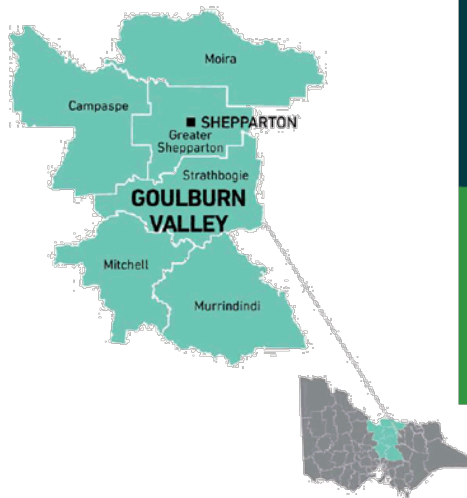 Moira
Campaspe
SHEPPARTON
Greater
Shepparton
Strathbogie
GOULBURN
VALLEY
Mitchell
Murrindindi